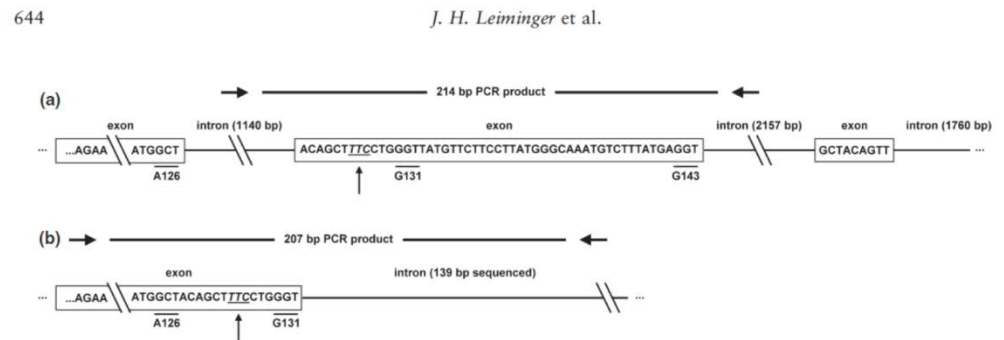 644 J. H. Leiminger et al.
214 bp PCR product
(a)
exon intron (1140 bp) exon intron (2157 bp) exon intron (1760 bp)
... ...AGAA ATGGCT ACAGCTTTCCTGGGTTATGTTCTTCCTTATGGGCAAATGTCTTTATGAGGT GCTACAGTT ...
A126 G131 G143
(b) 207 bp PCR product
exon intron (139 bp sequenced)
... ...AGAA ATGGCTACAGCTTTCCTGGGT ...
A126 G131